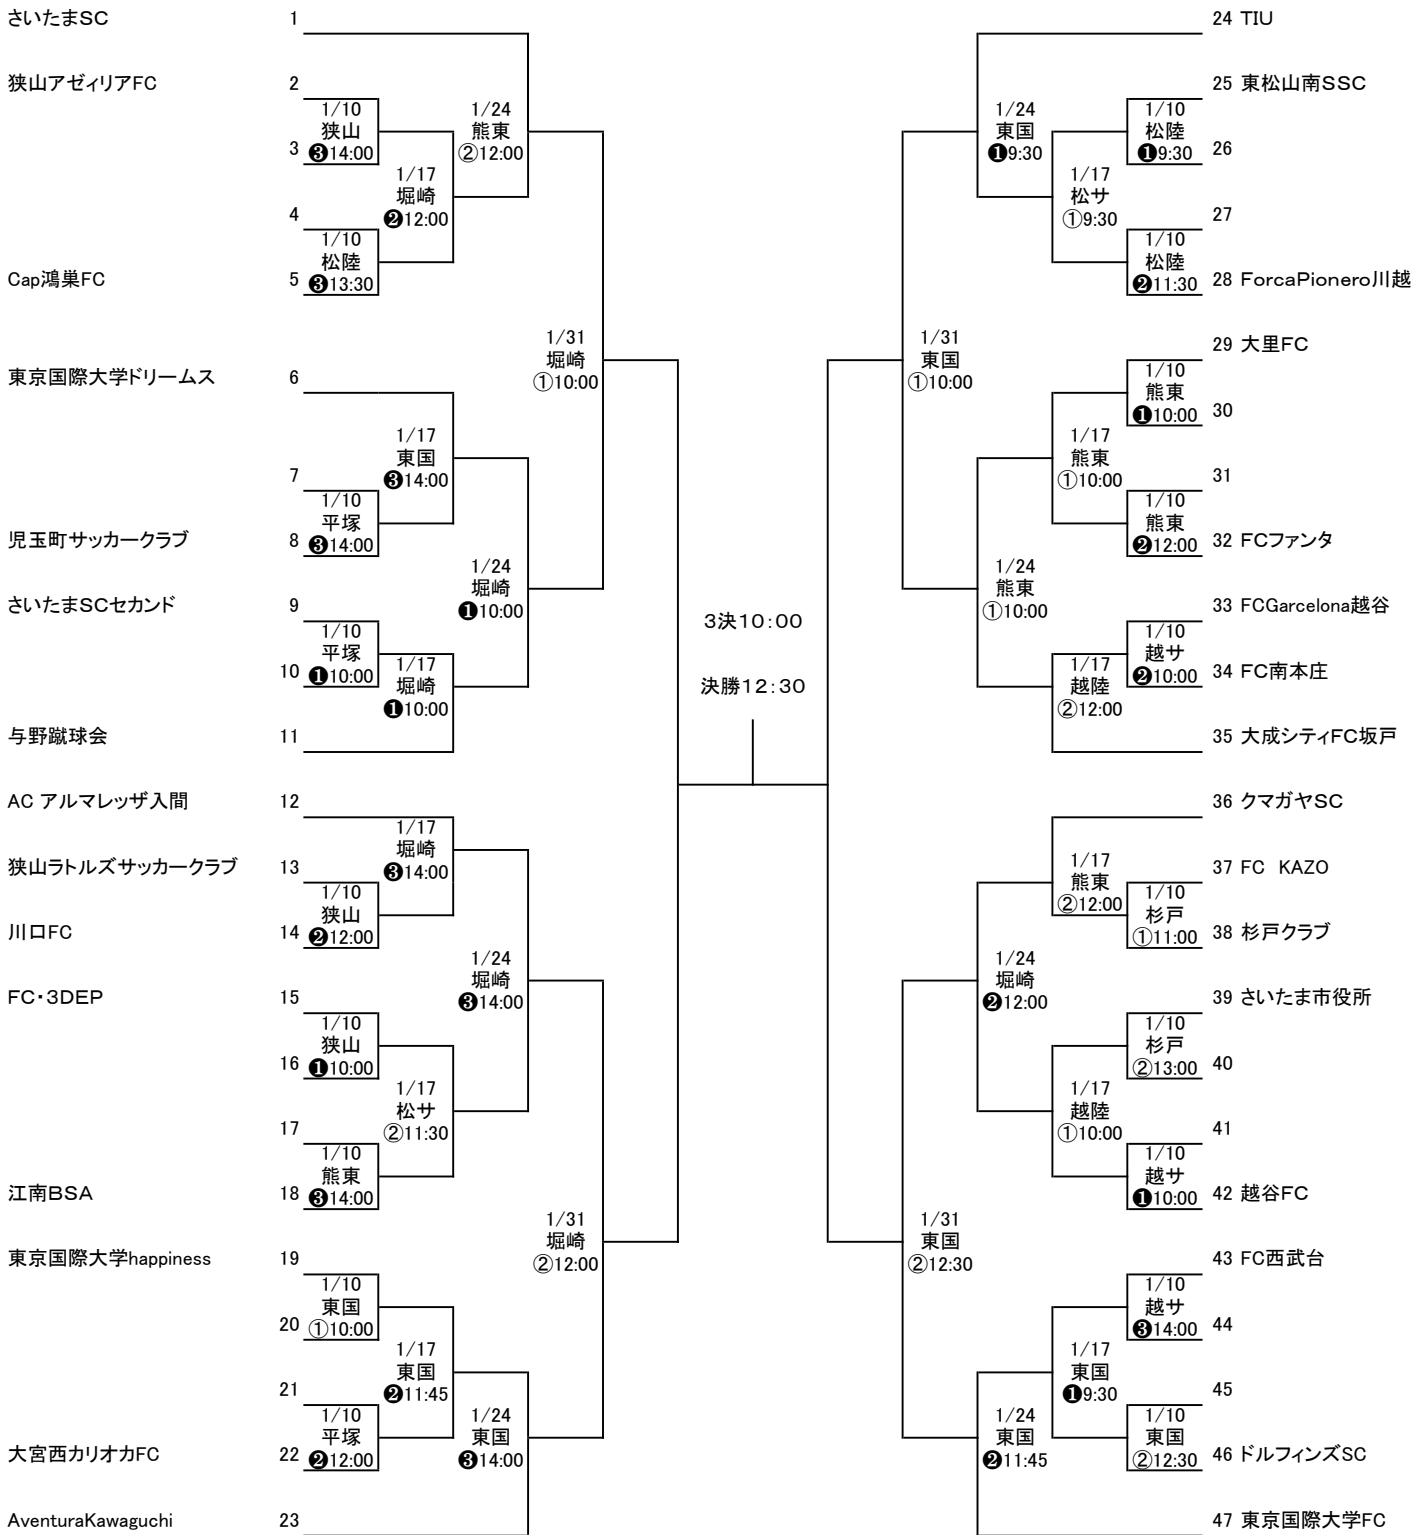 さいたまSC 1
狭山アゼィリアFC 2
1/10
狭山
3 ❸14:00
1/17
堀崎
❷12:00
1/24
熊東
②12:00
4
1/10
松陸
Cap鴻巣FC 5 ❸13:30
1/31
堀崎
①10:00
東京国際大学ドリームス 6
1/17
東国
❸14:00
7
1/10
平塚
児玉町サッカークラブ 8 ❸14:00
1/24
堀崎
❶10:00
さいたまSCセカンド 9
1/10
平塚
10 ❶10:00
1/17
堀崎
❶10:00
与野蹴球会 11
AC アルマレッザ入間 12
1/17
堀崎
❸14:00
狭山ラトルズサッカークラブ 13
1/10
狭山
川口FC 14 ❷12:00
1/24
堀崎
❸14:00
FC・3DEP 15
1/10
狭山
16 ❶10:00
1/17
松サ
②11:30
17
1/10
熊東
江南BSA 18 ❸14:00
1/31
堀崎
②12:00
東京国際大学happiness 19
1/10
東国
20 ①10:00
1/17
東国
❷11:45
21
1/10
平塚
大宮西カリオカFC 22 ❷12:00
1/24
東国
❸14:00
AventuraKawaguchi 23
3決10:00
決勝12:30
24 TIU
1/24
東国
❶9:30
25 東松山南SSC
1/10
松陸
❶9:30 26
1/17
松サ
①9:30
27
1/10
松陸
❷11:30 28 ForcaPionero川越
1/31
東国
①10:00
29 大里FC
1/10
熊東
❶10:00 30
1/17
熊東
①10:00
31
1/10
熊東
❷12:00 32 FCファンタ
1/24
熊東
①10:00
33 FCGarcelona越谷
1/10
越サ
❷10:00 34 FC南本庄
1/17
越陸
②12:00
35 大成シティFC坂戸
36 クマガヤSC
1/17
熊東
②12:00
37 FC KAZO
1/10
杉戸
①11:00 38 杉戸クラブ
1/24
堀崎
❷12:00
39 さいたま市役所
1/10
杉戸
②13:00 40
1/17
越陸
①10:00
41
1/10
越サ
❶10:00 42 越谷FC
1/31
東国
②12:30
43 FC西武台
1/10
越サ
❸14:00 44
1/17
東国
❶9:30
45
1/10
東国
②12:30 46 ドルフィンズSC
1/24
東国
❷11:45
47 東京国際大学FC